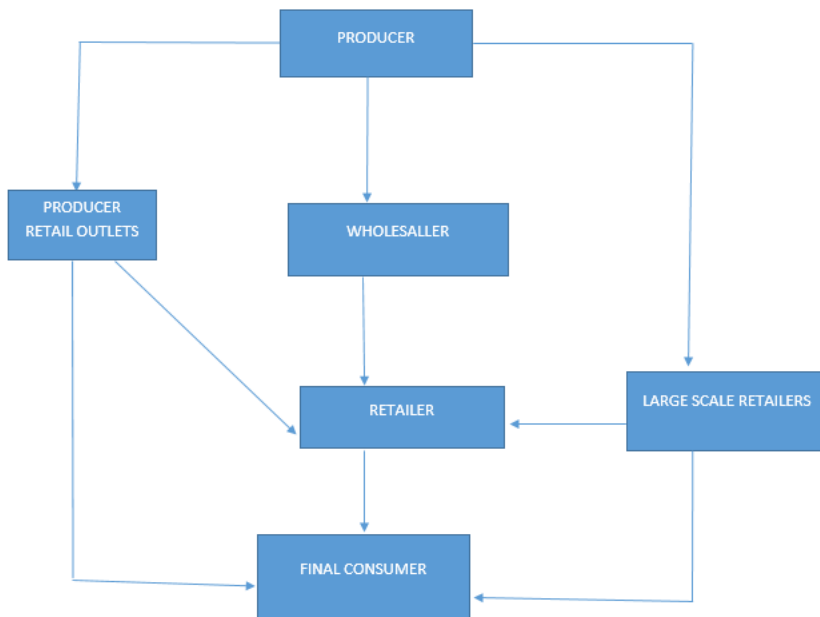 PRODUCER
PRODUCER
RETAIL OUTLETS
WHOLESALLER
RETAILER
LARGE SCALE RETAILERS
FINAL CONSUMER